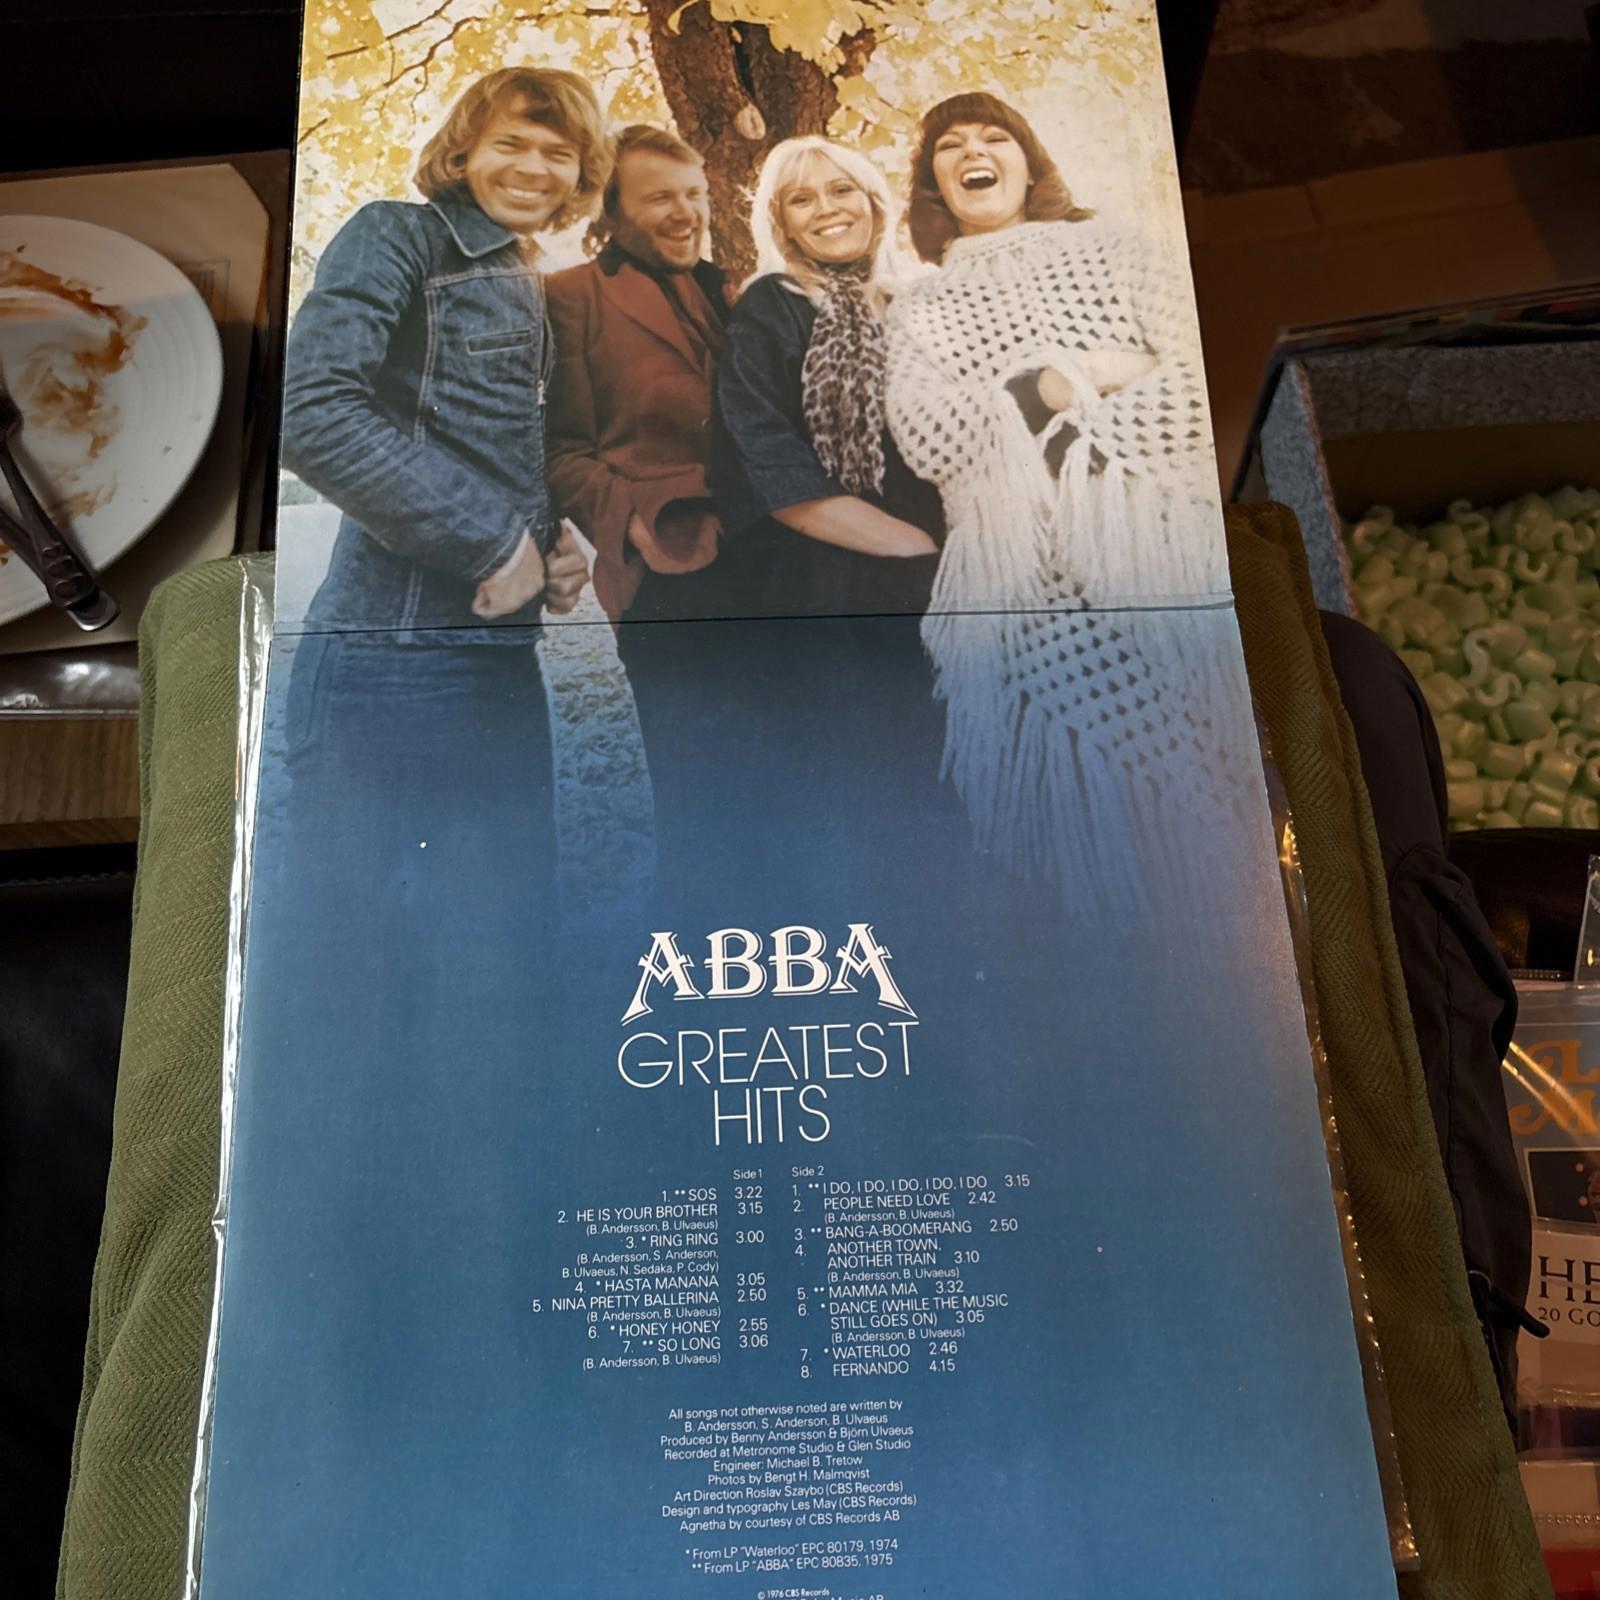 ABBA
GREATEST
HITS
Side 1
1. **SOS 3.22
2. HE IS YOUR BROTHER 3.15
(B. Andersson, B. Ulvaeus)
3. *RING RING 3.00
(B. Andersson, S. Anderson,
B. Ulvaeus, N. Sedaka, P. Cody)
4. *HASTA MANANA 3.05
5. NINA PRETTY BALLERINA 2.50
(B. Andersson, B. Ulvaeus)
6. *HONEY HONEY 2.55
7. **SO LONG 3.06
(B. Andersson, B. Ulvaeus)
Side 2
1. **I DO, I DO, I DO, I DO, I DO 3.15
2. PEOPLE NEED LOVE 2.42
(B. Andersson, B. Ulvaeus)
3. **BANG-A-BOOMERANG 2.50
4. ANOTHER TOWN,
ANOTHER TRAIN 3.10
(B. Andersson, B. Ulvaeus)
5. **MAMMA MIA 3.32
6. *DANCE (WHILE THE MUSIC
STILL GOES ON) 3.05
(B. Andersson, B. Ulvaeus)
7. *WATERLOO 2.46
8. FERNANDO 4.15
All songs not otherwise noted are written by
B. Andersson, S. Anderson, B. Ulvaeus
Produced by Benny Andersson & Björn Ulvaeus
Recorded at Metronome Studio & Glen Studio
Engineer: Michael B. Tretow
Photos by Bengt H. Malmqvist
Art Direction Roslav Szaybo (CBS Records)
Design and typography Les May (CBS Records)
Agnetha by courtesy of CBS Records AB
*From LP "Waterloo" EPC 80179, 1974
**From LP "ABBA" EPC 80835, 1975
© 1976 CBS Records
20 GO